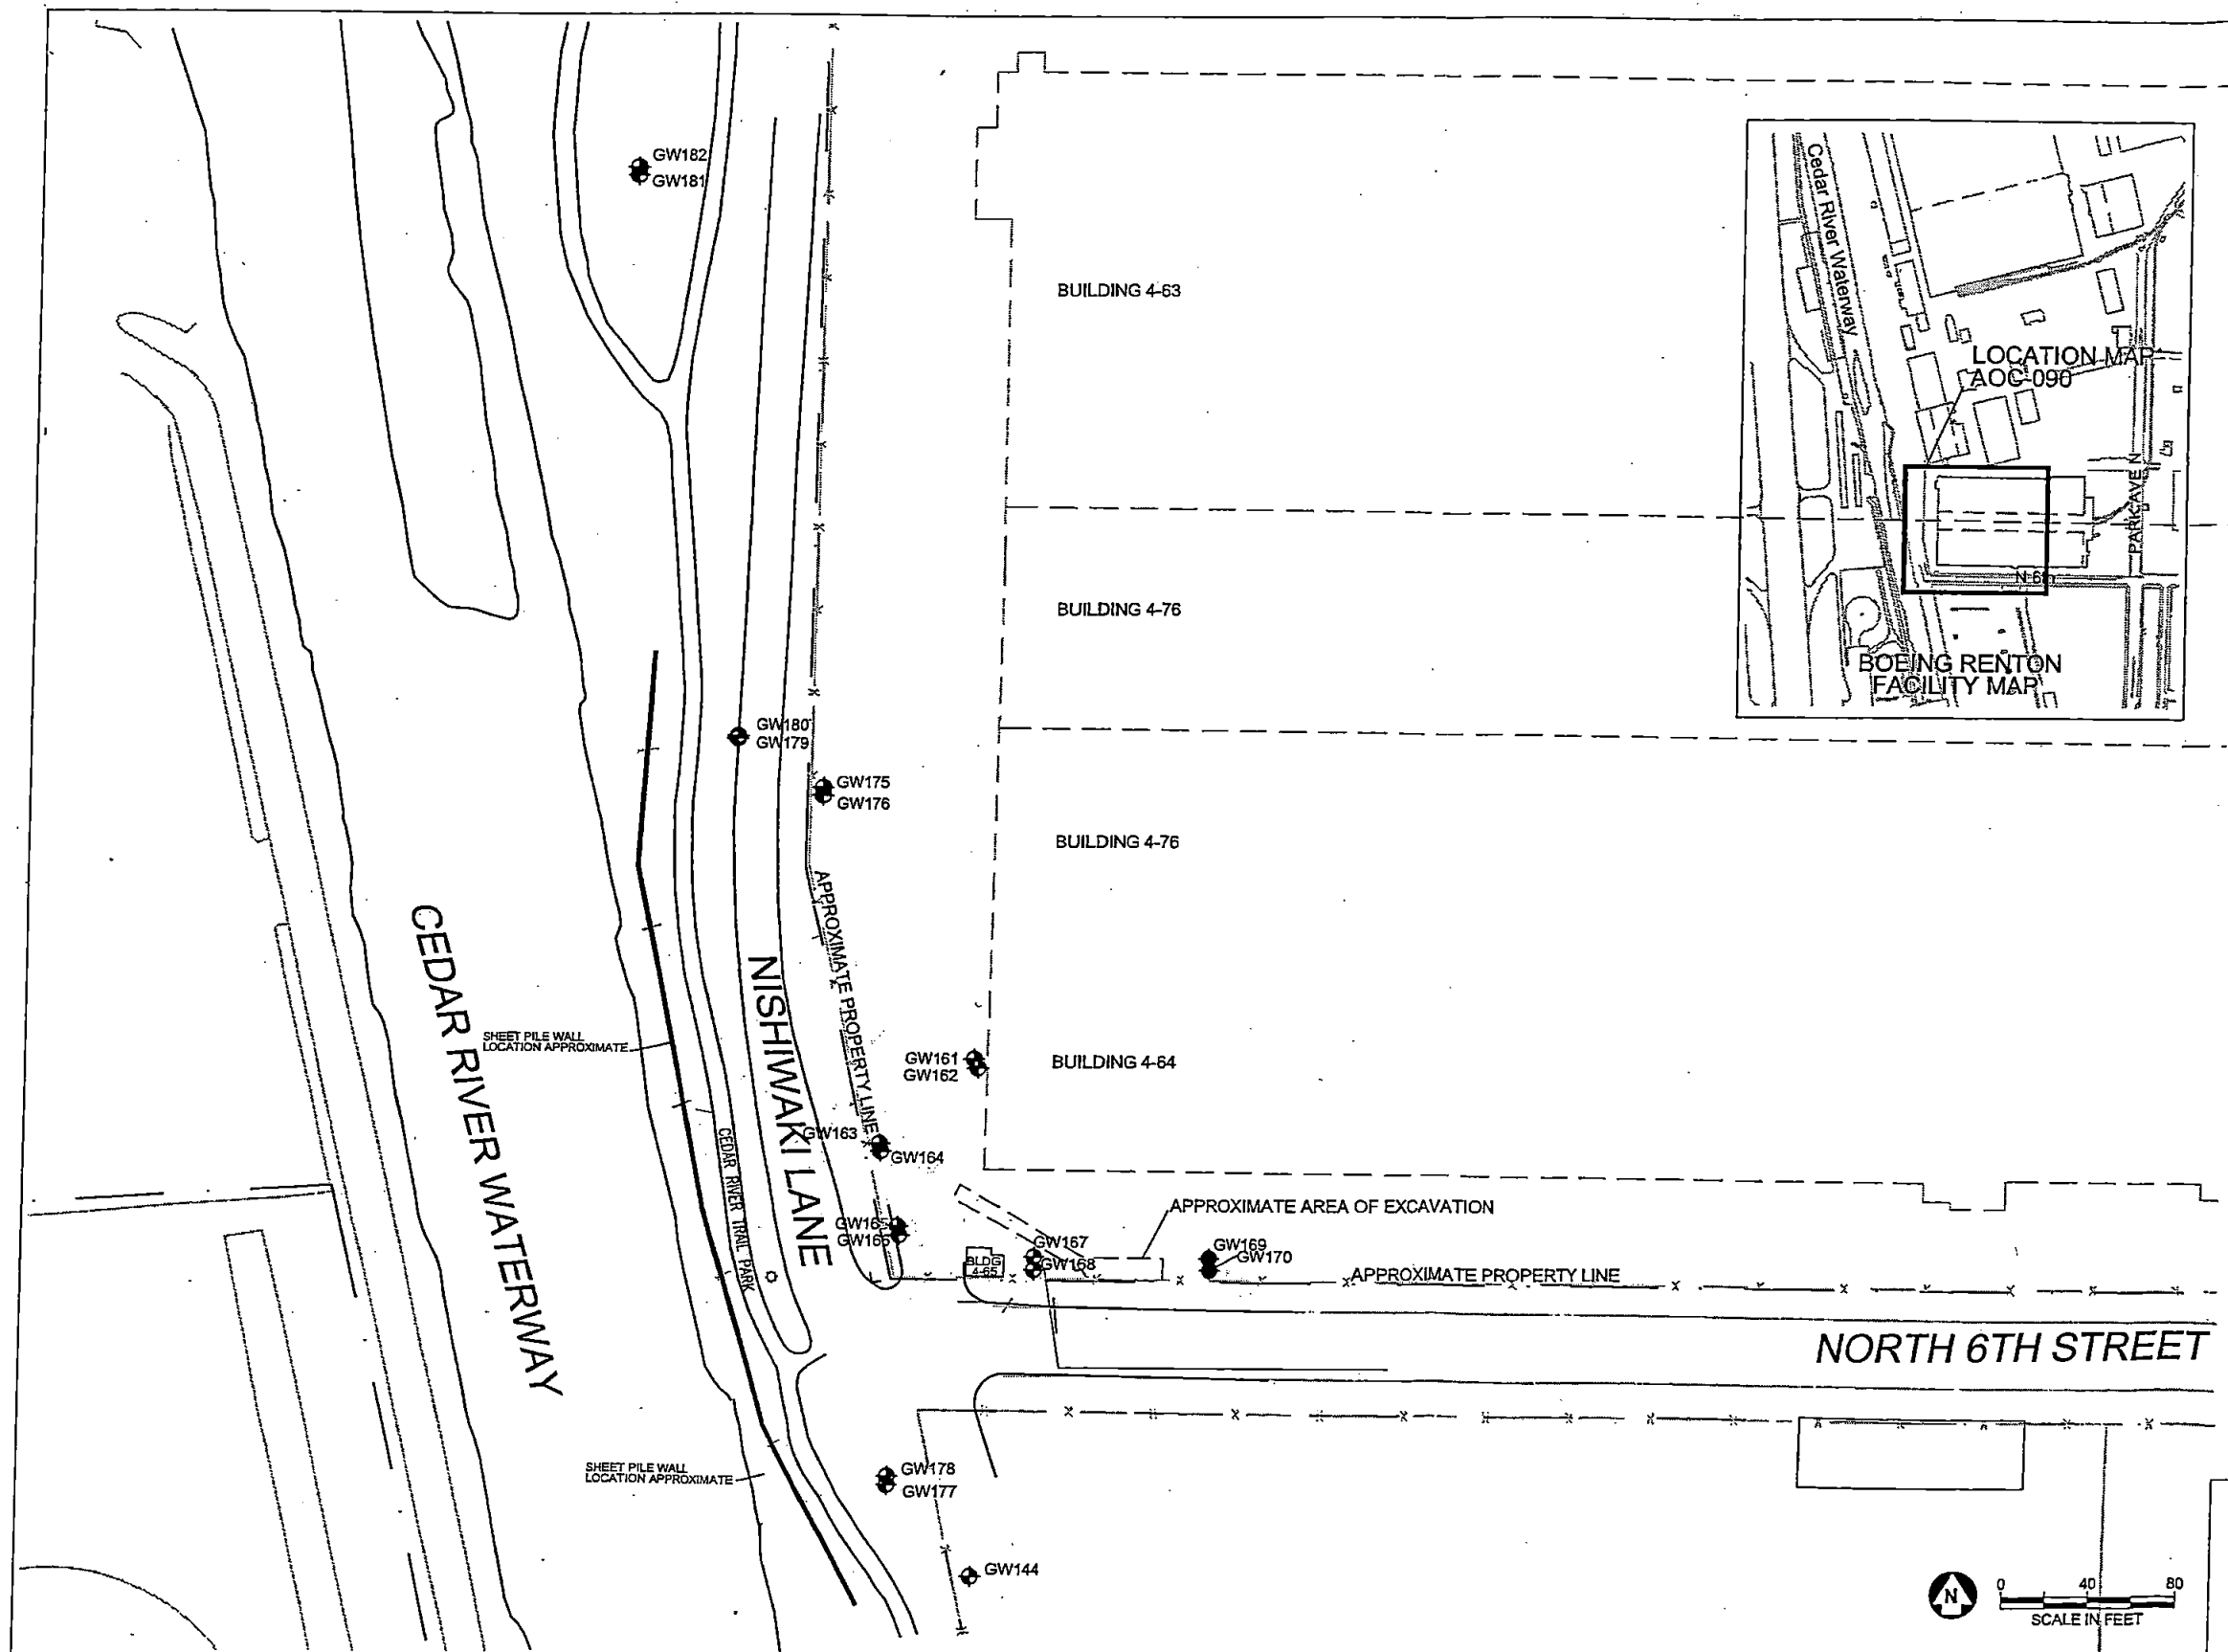 GW182
GW181
BUILDING 4-63
Cedar River Waterway
LOCATION MAP
AOC-090
PARK AVE N
BUILDING 4-76
BOEING RENTON
FACILITY MAP
GW180
GW179
GW175
GW176
BUILDING 4-76
APPROXIMATE PROPERTY LINE
CEDAR RIVER WATERWAY
NISHIWAKI LANE
SHEET PILE WALL
LOCATION APPROXIMATE
GW161
GW162
BUILDING 4-64
GW163
GW164
CEDAR RIVER TRAIL PARK
APPROXIMATE AREA OF EXCAVATION
GW165
GW166
BLDG
4-65
GW167
GW168
GW169
GW170
APPROXIMATE PROPERTY LINE
NORTH 6TH STREET
SHEET PILE WALL
LOCATION APPROXIMATE
GW178
GW177
GW144
N
0 40 80
SCALE IN FEET